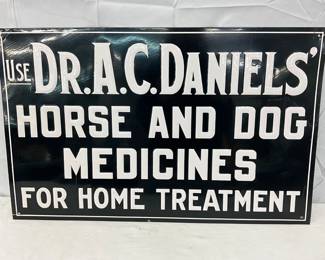 USE DR. A.C. DANIELS'
HORSE AND DOG
MEDICINES
FOR HOME TREATMENT